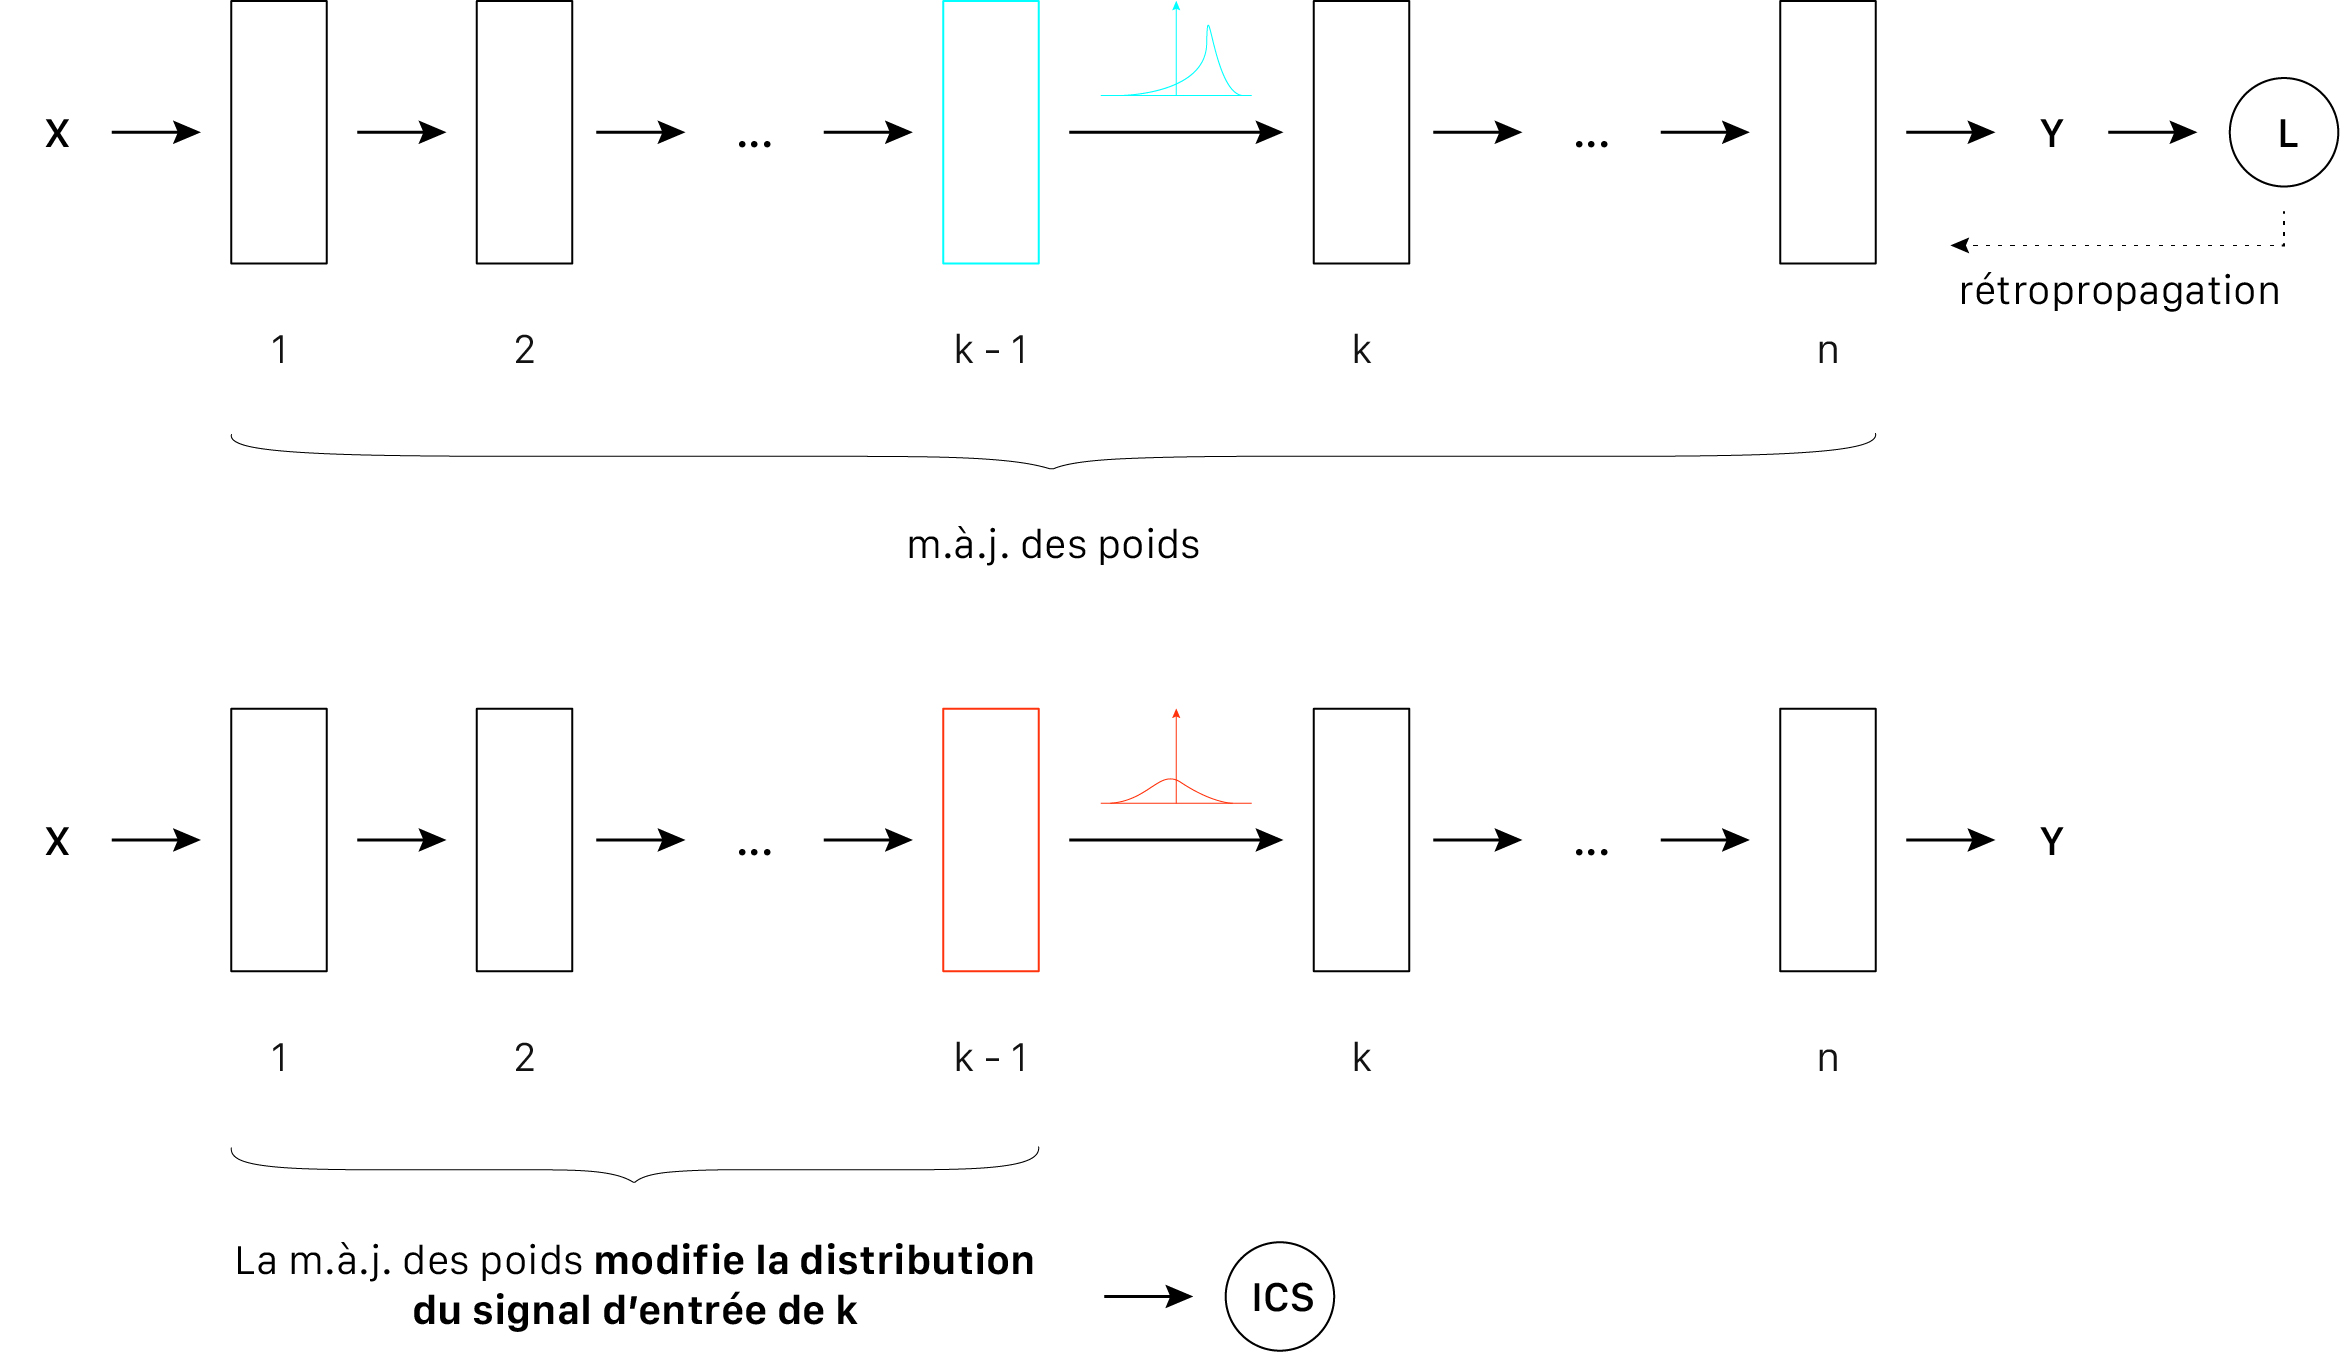 X ... Y L
rétropropagation
1 2 k - 1 k n
m.à.j. des poids
X ... ... Y
1 2 k - 1 k n
La m.à.j. des poids modifie la distribution
du signal d’entrée de k
ICS